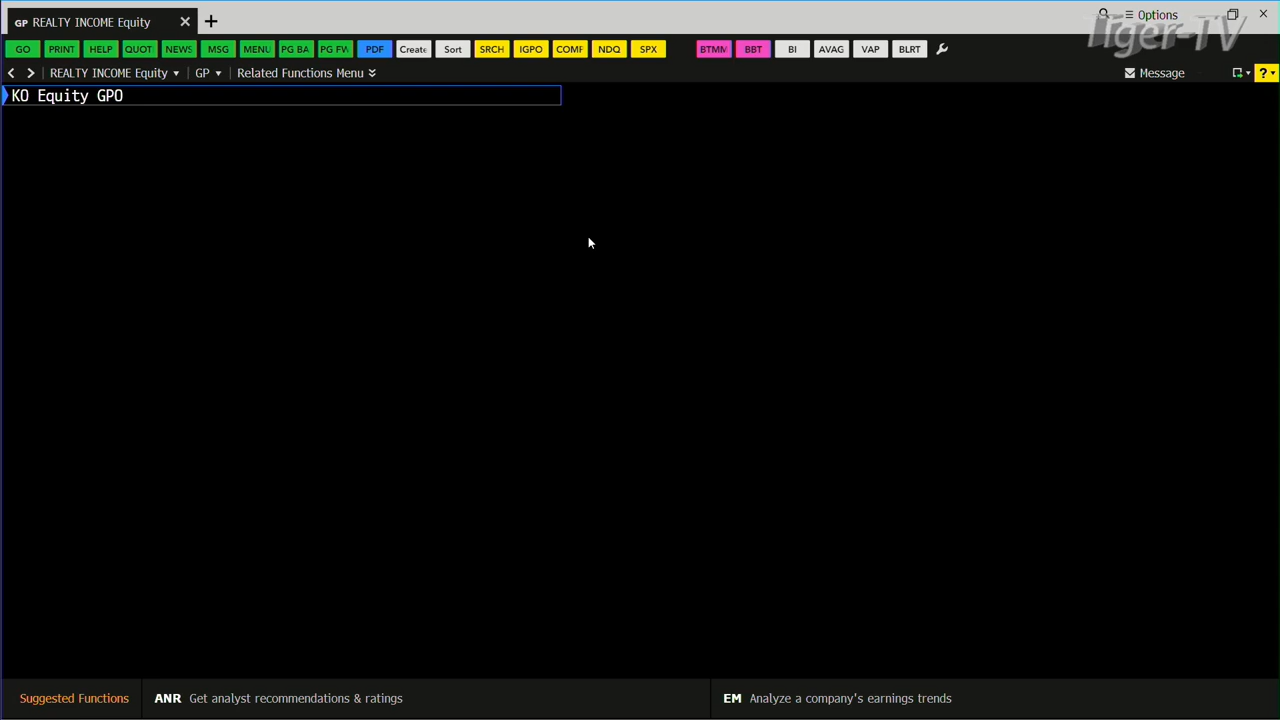 GP REALTY INCOME Equity
Options
Tiger-TV
GO PRINT HELP QUOT NEWS MSG MENU PG BA PG FW PDF Create Sort SRCH IGPO COMF NDQ SPX BTMM BBT BI AVAG VAP BLRT
REALTY INCOME Equity GP Related Functions Menu Message ?
KO Equity GPO
Suggested Functions ANR Get analyst recommendations & ratings EM Analyze a company's earnings trends